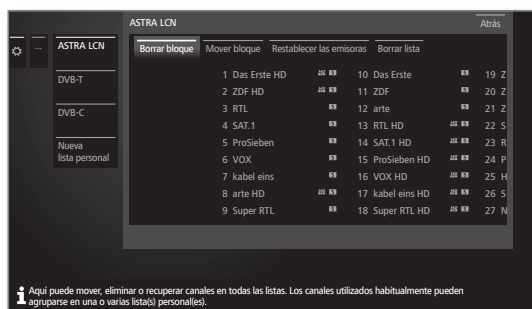 ASTRA LCN
Atrás
...
ASTRA LCN
DVB-T
DVB-C
Nueva
lista personal
Borrar bloque Mover bloque Restablecer las emisoras Borrar lista
1 Das Erste HD 10 Das Erste 19 Z
2 ZDF HD 11 ZDF 20 Z
3 RTL 12 arte 21 Z
4 SAT.1 13 RTL HD 22 S
5 ProSieben 14 SAT.1 HD 23 R
6 VOX 15 ProSieben HD 24 P
7 kabel eins 16 VOX HD 25 H
8 arte HD 17 kabel eins HD 26 S
9 Super RTL 18 Super RTL HD 27 N
Aquí puede mover, eliminar o recuperar canales en todas las listas. Los canales utilizados habitualmente pueden
agruparse en una o varias lista(s) personal(es).